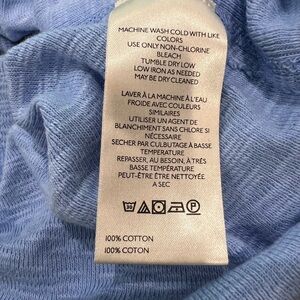 MACHINE WASH COLD WITH LIKE
COLORS
USE ONLY NON-CHLORINE
BLEACH
TUMBLE DRY LOW
LOW IRON AS NEEDED
MAY BE DRY CLEANED
LAVER À LA MACHINE À L'EAU
FROIDE AVEC COULEURS
SIMILAIRES
UTILISER UN AGENT DE
BLANCHIMENT SANS CHLORE SI
NÉCESSAIRE
SECHER PAR CULBUTAGE À BASSE
TEMPERATURE
REPASSER, AU BESOIN, À TRÈS
BASSE TEMPÉRATURE
PEUT-ÊTRE ÊTRE NETTOYÉE
A SEC
100% COTTON
100% COTON